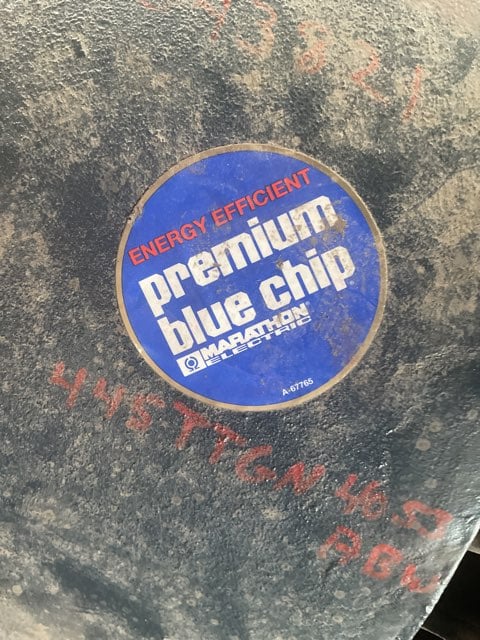 ENERGY EFFICIENT
premium
blue chip
MARATHON
ELECTRIC
A-67765
445TTGN